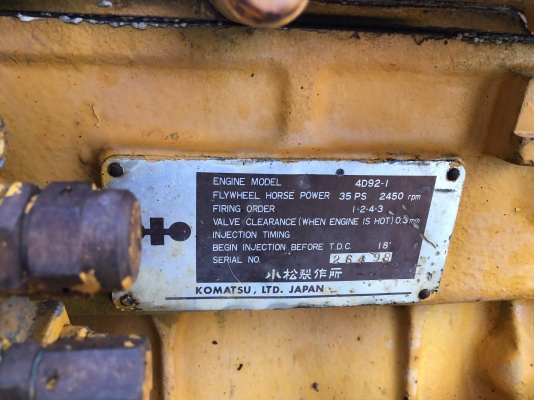 ENGINE MODEL 4D92-1
FLYWHEEL HORSE POWER 35 PS 2450 rpm
FIRING ORDER 1-2-4-3
VALVE CLEARANCE (WHEN ENGINE IS HOT) 0.3 mm
INJECTION TIMING
BEGIN INJECTION BEFORE T.D.C. 18°
SERIAL NO. 26498
小松製作所
KOMATSU, LTD. JAPAN